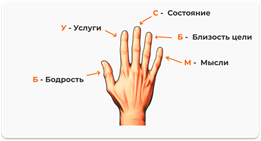 С - Состояние
У - Услуги
Б - Близость цели
М - Мысли
Б - Бодрость